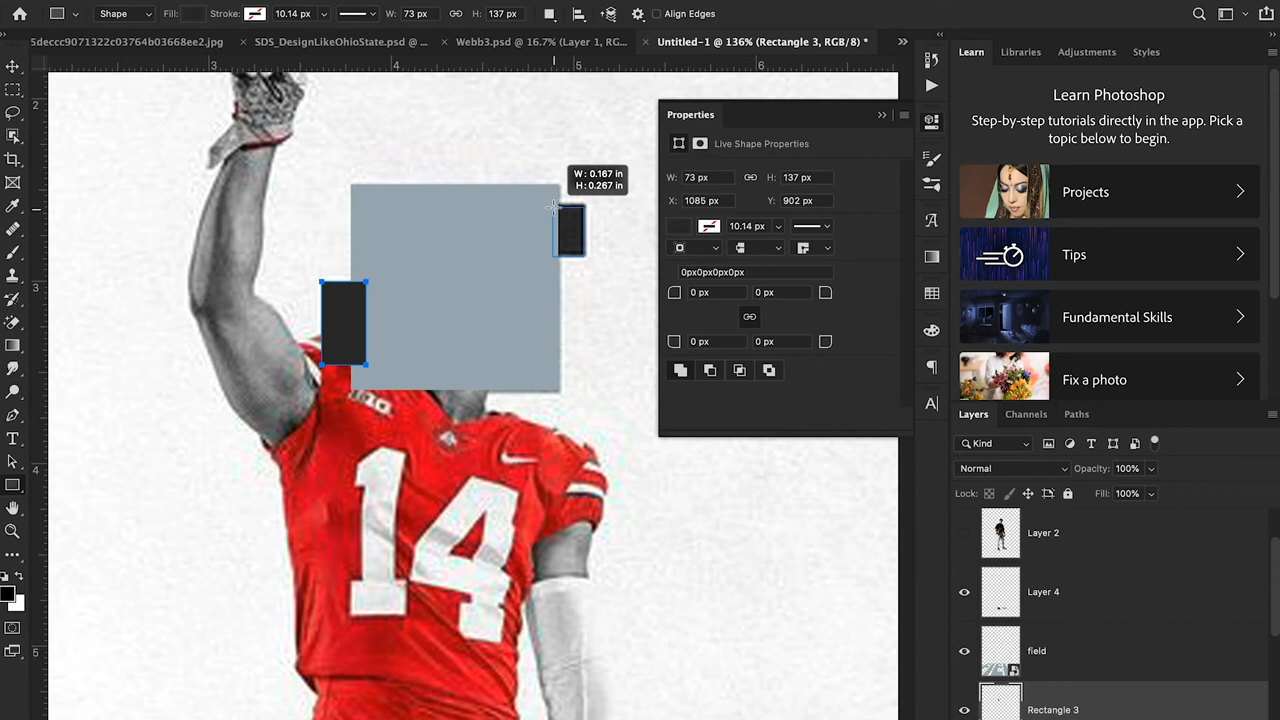 Shape Fill: Stroke: 10.14 px W: 73 px H: 137 px Align Edges
5deccc9071322c03764b03668ee2.jpg × SDS_DesignLikeOhioState.psd @ ... × Webb3.psd @ 16.7% (Layer 1, RG... × Untitled-1 @ 136% (Rectangle 3, RGB/8) *
3 4 5 6
2
3
4
5
W: 0.167 in
H: 0.267 in
14
Properties
Live Shape Properties
W: 73 px H: 137 px
X: 1085 px Y: 902 px
10.14 px
0px0px0px0px
0 px 0 px
0 px 0 px
Learn Libraries Adjustments Styles
Learn Photoshop
Step-by-step tutorials directly in the app. Pick a
topic below to begin.
Projects
Tips
Fundamental Skills
Fix a photo
Layers Channels Paths
Kind
Normal Opacity: 100%
Lock: Fill: 100%
Layer 2
Layer 4
field
Rectangle 3